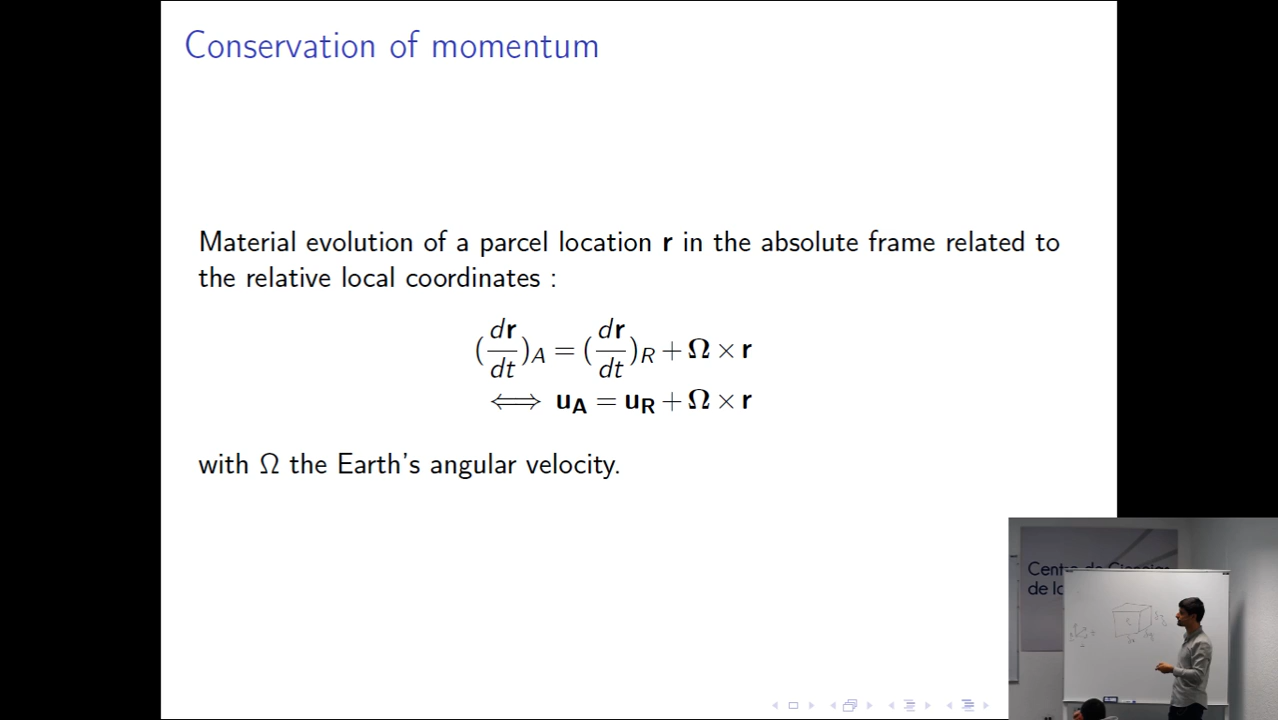 Conservation of momentum
Material evolution of a parcel location r in the absolute frame related to
the relative local coordinates :
(dr/dt)_A = (dr/dt)_R + Ω × r
⟺ u_A = u_R + Ω × r
with Ω the Earth's angular velocity.
de